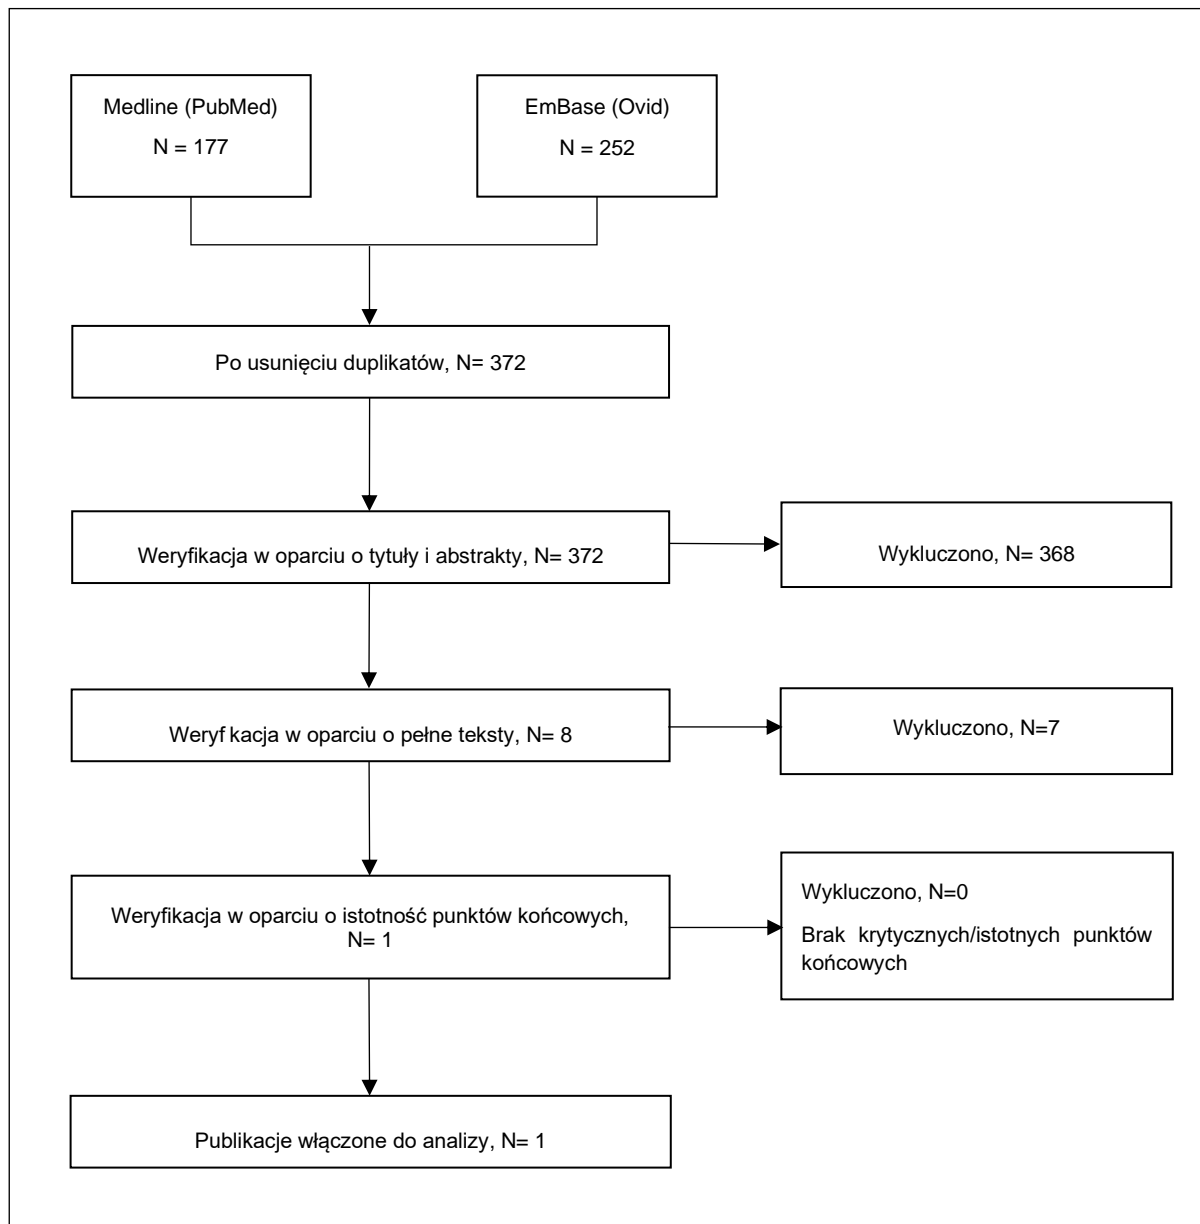 Medline (PubMed)
N = 177
EmBase (Ovid)
N = 252
Po usunięciu duplikatów, N= 372
Weryfikacja w oparciu o tytuły i abstrakty, N= 372
Wykluczono, N= 368
Weryf kacja w oparciu o pełne teksty, N= 8
Wykluczono, N=7
Weryfikacja w oparciu o istotność punktów końcowych,
N= 1
Wykluczono, N=0
Brak krytycznych/istotnych punktów
końcowych
Publikacje włączone do analizy, N= 1